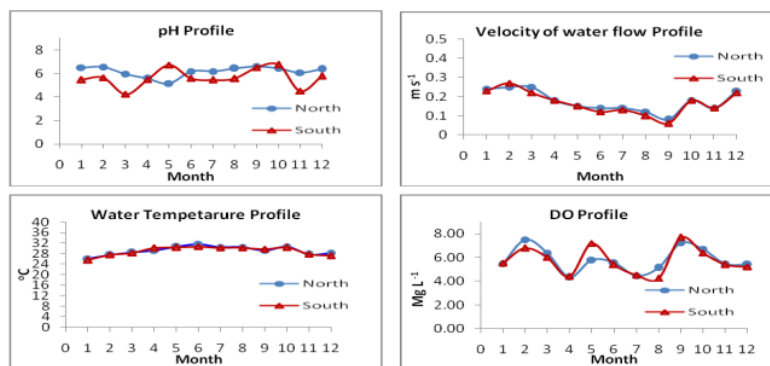 pH Profile
8
6
4
2
0
North
South
0 1 2 3 4 5 6 7 8 9 10 11 12
Month
Velocity of water flow Profile
0.5
0.4
0.3
0.2
0.1
0
m s-1
North
South
0 1 2 3 4 5 6 7 8 9 10 11 12
Month
Water Tempetarure Profile
40
36
32
28
24
20
16
12
8
4
0
ºC
North
South
0 1 2 3 4 5 6 7 8 9 10 11 12
Month
DO Profile
8.00
6.00
4.00
2.00
0.00
Mg L-1
North
South
0 1 2 3 4 5 6 7 8 9 10 11 12
Month